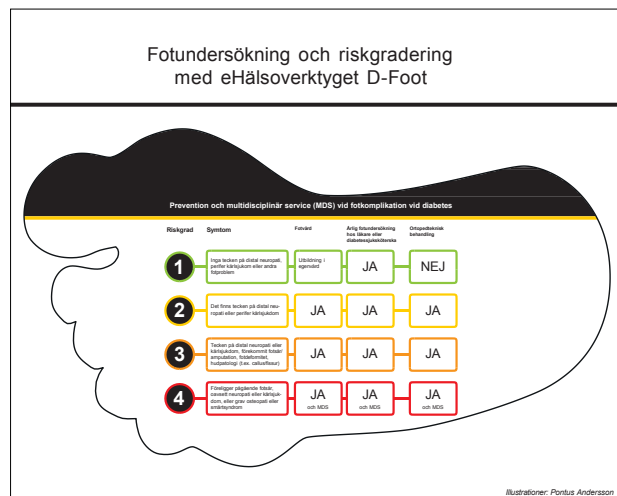 Fotundersökning och riskgradering
med eHälsoverktyget D-Foot
Prevention och multidisciplinär service (MDS) vid fotkomplikation vid diabetes
Riskgrad
Symtom
Fotvård
Årlig fotundersökning
hos läkare eller
diabetessjuksköterska
Ortopedteknisk
behandling
1
Inga tecken på distal neuropati,
perifer kärlsjukom eller andra
fotproblem
Utbildning i
egenvård
JA
NEJ
2
Det finns tecken på distal neu-
ropati eller perifer kärlsjukdom
JA
JA
JA
3
Tecken på distal neuropati eller
kärlsjukdom, förekommit fotsår/
amputation, fotdeformitet,
hudpatologi (t.ex. callus/fissur)
JA
JA
JA
4
Föreligger pågående fotsår,
oavsett neuropati eller kärlsjuk-
dom, eller grav osteopati eller
smärtsyndrom
JA
och MDS
JA
och MDS
JA
och MDS
Illustrationer: Pontus Andersson